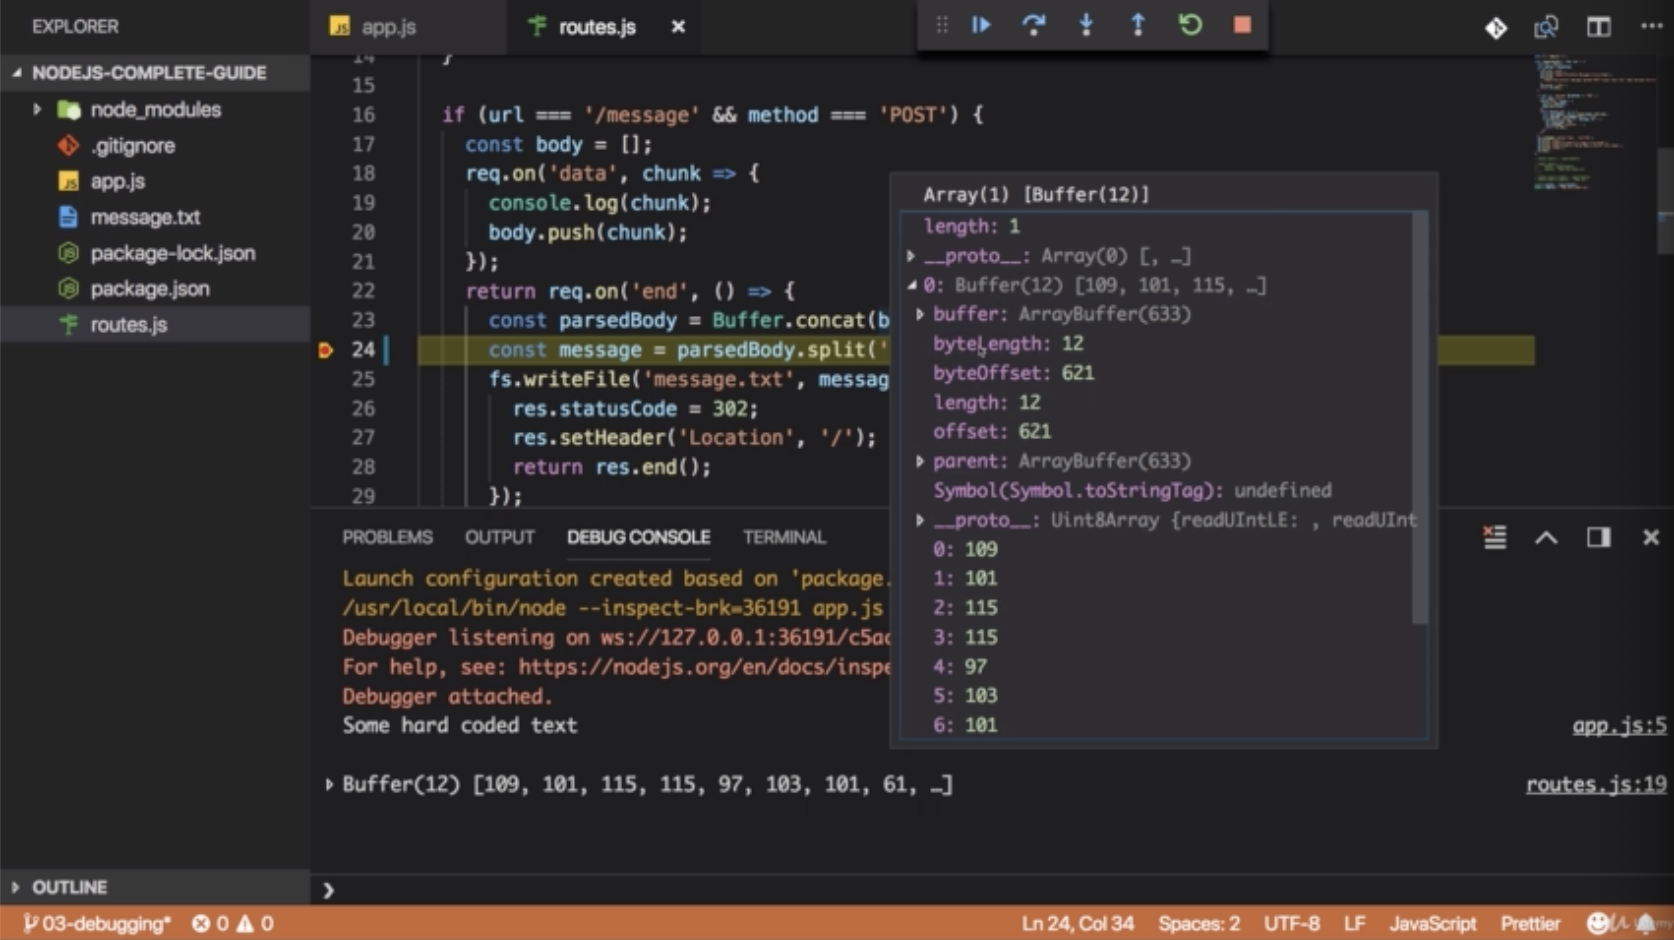 EXPLORER
NODEJS-COMPLETE-GUIDE
node_modules
.gitignore
app.js
message.txt
package-lock.json
package.json
routes.js
OUTLINE
app.js
routes.js
14 }
15
16 if (url === '/message' && method === 'POST') {
17 const body = [];
18 req.on('data', chunk => {
19 console.log(chunk);
20 body.push(chunk);
21 });
22 return req.on('end', () => {
23 const parsedBody = Buffer.concat(b
24 const message = parsedBody.split('
25 fs.writeFile('message.txt', messag
26 res.statusCode = 302;
27 res.setHeader('Location', '/');
28 return res.end();
29 });
Array(1) [Buffer(12)]
length: 1
__proto__: Array(0) [, …]
0: Buffer(12) [109, 101, 115, …]
buffer: ArrayBuffer(633)
byteLength: 12
byteOffset: 621
length: 12
offset: 621
parent: ArrayBuffer(633)
Symbol(Symbol.toStringTag): undefined
__proto__: Uint8Array {readUIntLE: , readUInt
0: 109
1: 101
2: 115
3: 115
4: 97
5: 103
6: 101
PROBLEMS OUTPUT DEBUG CONSOLE TERMINAL
Launch configuration created based on 'package.
/usr/local/bin/node --inspect-brk=36191 app.js
Debugger listening on ws://127.0.0.1:36191/c5ac
For help, see: https://nodejs.org/en/docs/inspe
Debugger attached.
Some hard coded text app.js:5
Buffer(12) [109, 101, 115, 115, 97, 103, 101, 61, …] routes.js:19
03-debugging* 0 0 Ln 24, Col 34 Spaces: 2 UTF-8 LF JavaScript Prettier